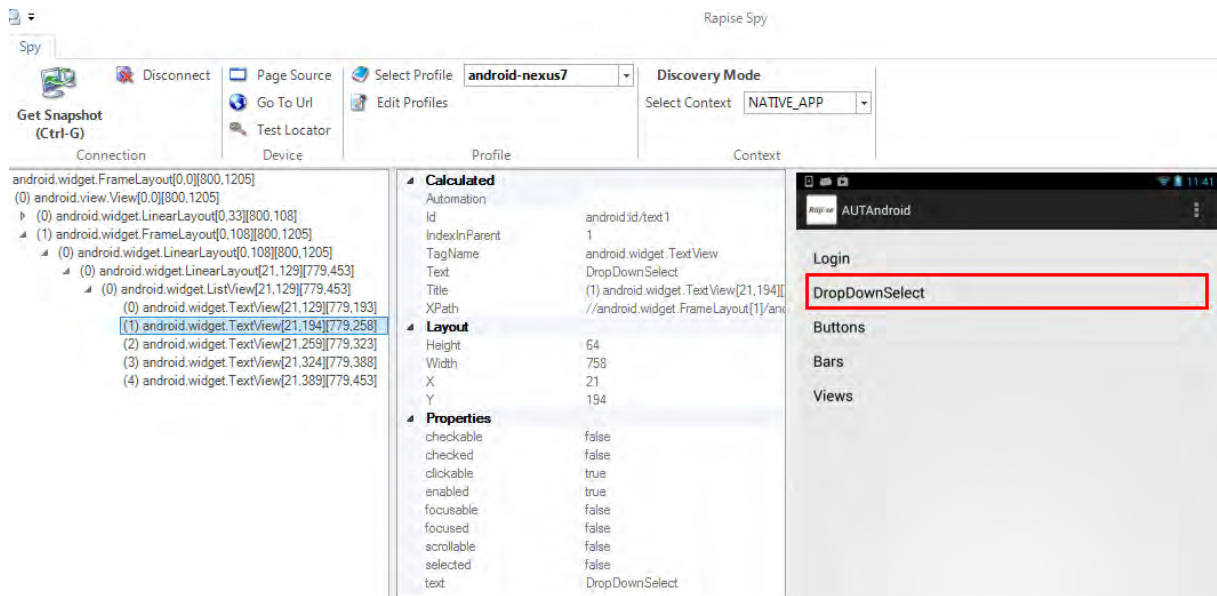 Rapise Spy
Spy
Get Snapshot
(Ctrl-G)
Disconnect
Connection
Page Source
Go To Url
Test Locator
Device
Select Profile android-nexus7
Edit Profiles
Profile
Discovery Mode
Select Context NATIVE_APP
Context
android.widget.FrameLayout[0,0][800,1205]
(0) android.view.View[0,0][800,1205]
(0) android.widget.LinearLayout[0,33][800,108]
(1) android.widget.FrameLayout[0,108][800,1205]
(0) android.widget.LinearLayout[0,108][800,1205]
(0) android.widget.LinearLayout[21,129][779,453]
(0) android.widget.ListView[21,129][779,453]
(0) android.widget.TextView[21,129][779,193]
(1) android.widget.TextView[21,194][779,258]
(2) android.widget.TextView[21,259][779,323]
(3) android.widget.TextView[21,324][779,388]
(4) android.widget.TextView[21,389][779,453]
Calculated
Automation
Id android:id/text1
IndexInParent 1
TagName android.widget.TextView
Text DropDownSelect
Title (1) android.widget.TextView[21,194][
XPath //android.widget.FrameLayout[1]/and
Layout
Height 64
Width 758
X 21
Y 194
Properties
checkable false
checked false
clickable true
enabled true
focusable false
focused false
scrollable false
selected false
text DropDownSelect
11:41
Rapise AUTAndroid
Login
DropDownSelect
Buttons
Bars
Views